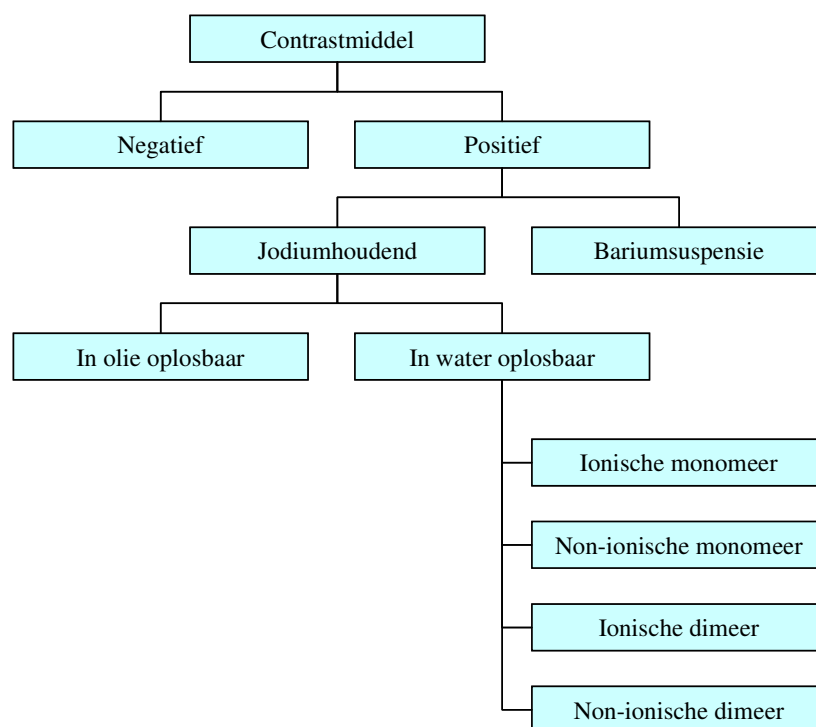 Contrastmiddel
Negatief
Positief
Jodiumhoudend
Bariumsuspensie
In olie oplosbaar
In water oplosbaar
Ionische monomeer
Non-ionische monomeer
Ionische dimeer
Non-ionische dimeer